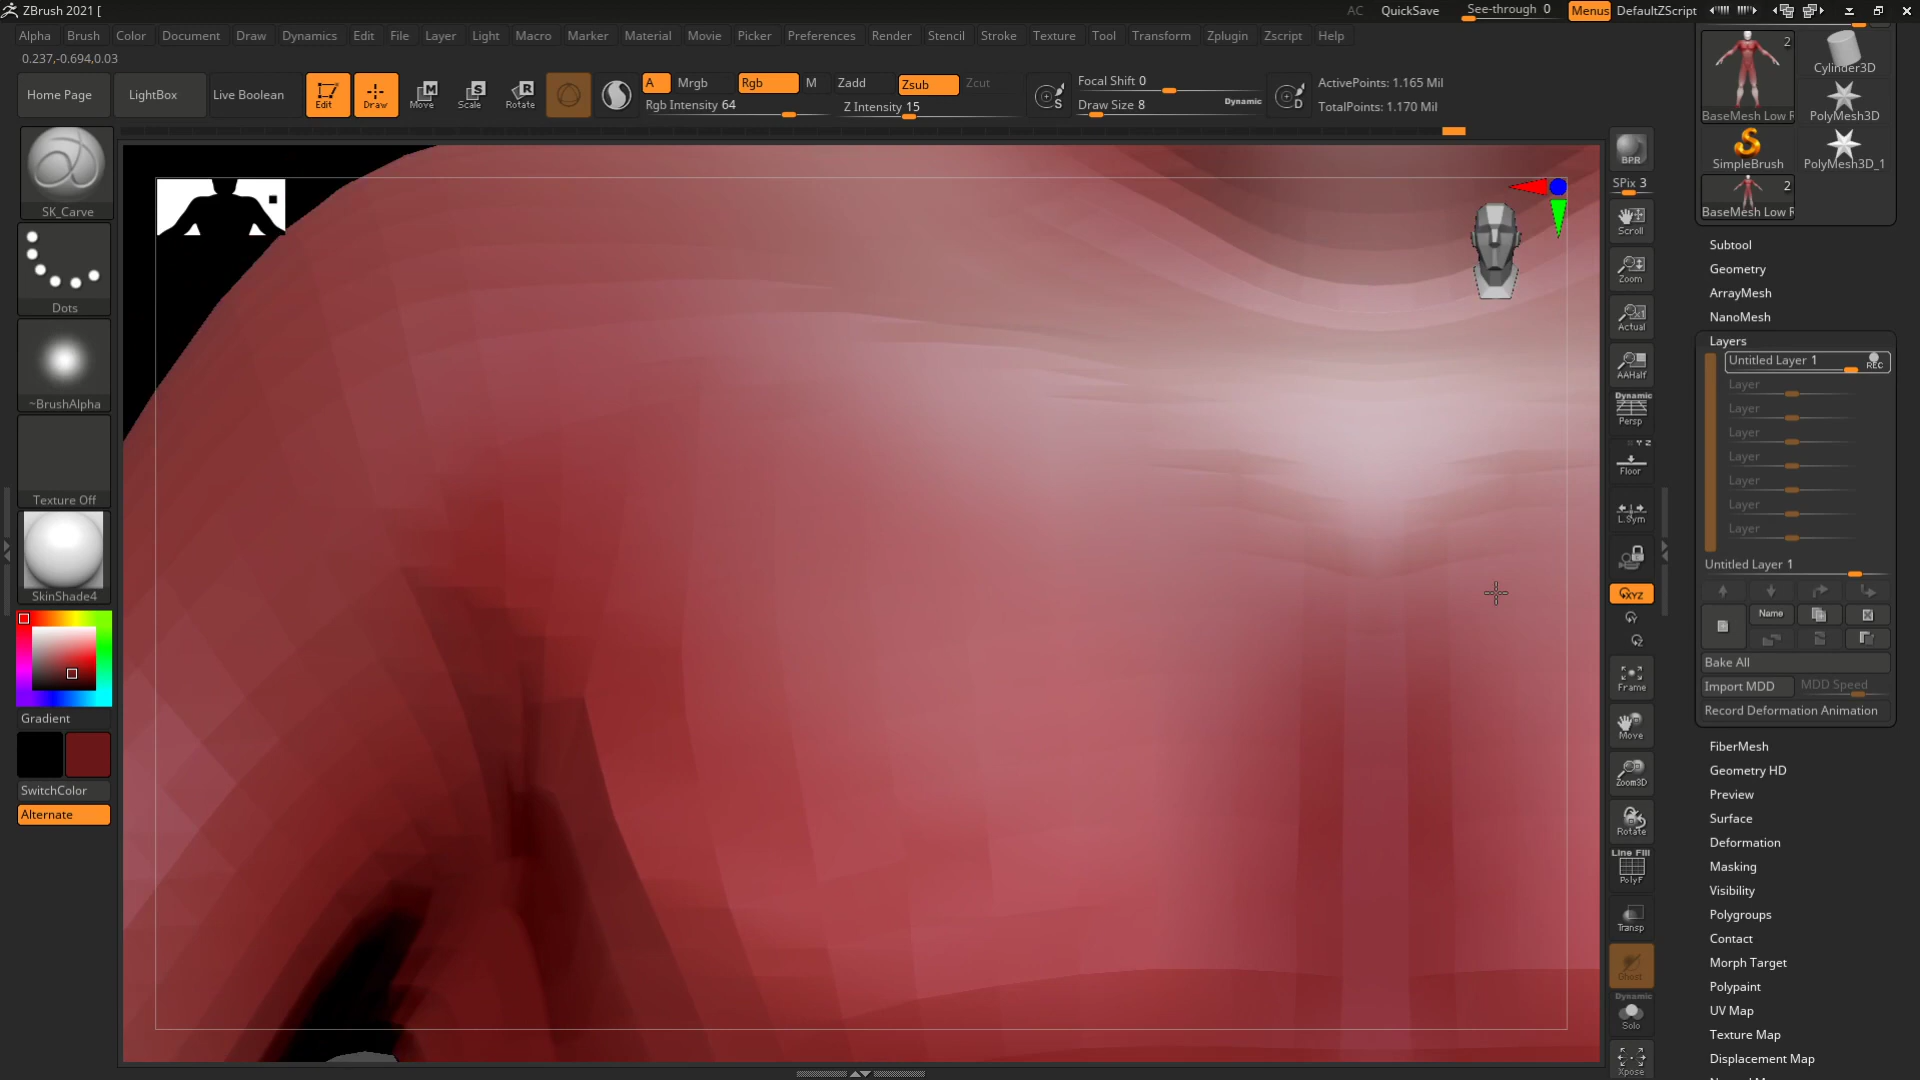 ZBrush 2021 [
AC QuickSave See-through 0 Menus DefaultZScript
Alpha Brush Color Document Draw Dynamics Edit File Layer Light Macro Marker Material Movie Picker Preferences Render Stencil Stroke Texture Tool Transform Zplugin Zscript Help
0.237,-0.694,0.03
Home Page LightBox Live Boolean Edit Draw Move Scale Rotate
A Mrgb Rgb M Zadd Zsub Zcut
Rgb Intensity 64 Z Intensity 15
Focal Shift 0
Draw Size 8 Dynamic
ActivePoints: 1.165 Mil
TotalPoints: 1.170 Mil
S
D
SK_Carve
Dots
~BrushAlpha
Texture Off
SkinShade4
Gradient
SwitchColor
Alternate
BPR
SPix 3
Scroll
Zoom
Actual
AAHalf
Dynamic
Persp
Floor
L.Sym
XYZ
Frame
Move
Zoom3D
Rotate
Line Fill
PolyF
Transp
Ghost
Dynamic
Solo
Xpose
2
Cylinder3D
BaseMesh Low R
PolyMesh3D
SimpleBrush
PolyMesh3D_1
2
BaseMesh Low R
Subtool
Geometry
ArrayMesh
NanoMesh
Layers
Untitled Layer 1 REC
Layer
Layer
Layer
Layer
Layer
Layer
Layer
Untitled Layer 1
Name
Bake All
Import MDD MDD Speed
Record Deformation Animation
FiberMesh
Geometry HD
Preview
Surface
Deformation
Masking
Visibility
Polygroups
Contact
Morph Target
Polypaint
UV Map
Texture Map
Displacement Map